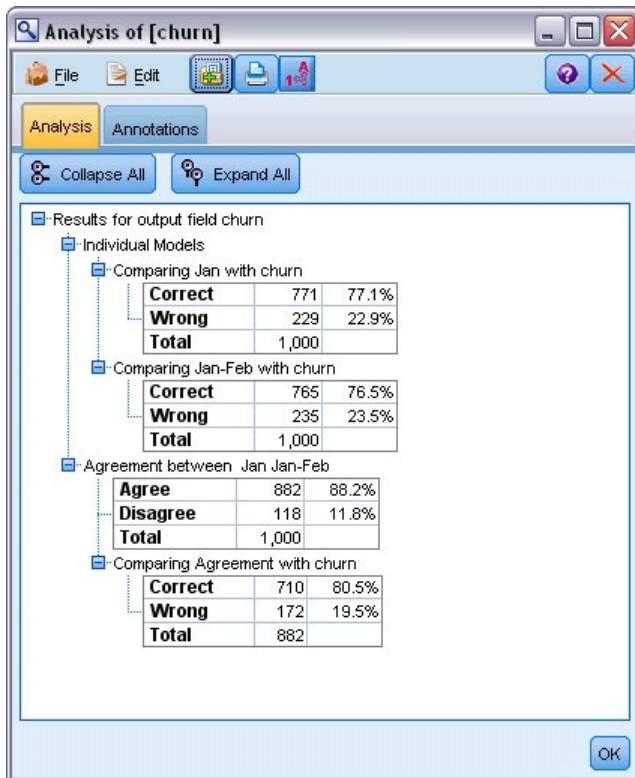 Analysis of [churn]
File Edit
Analysis Annotations
Collapse All Expand All
Results for output field churn
Individual Models
Comparing Jan with churn
Correct 771 77.1%
Wrong 229 22.9%
Total 1,000
Comparing Jan-Feb with churn
Correct 765 76.5%
Wrong 235 23.5%
Total 1,000
Agreement between Jan Jan-Feb
Agree 882 88.2%
Disagree 118 11.8%
Total 1,000
Comparing Agreement with churn
Correct 710 80.5%
Wrong 172 19.5%
Total 882
OK